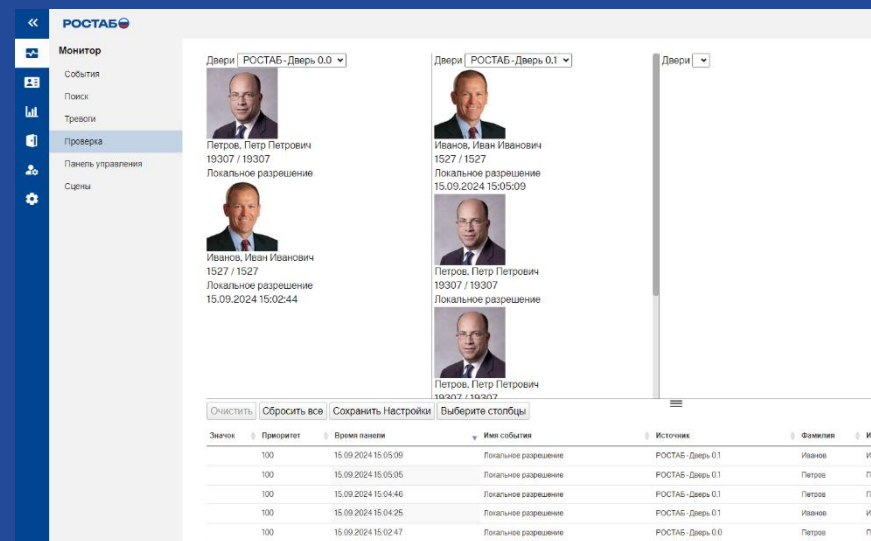 РОСТАБ
Монитор
События
Поиск
Тревоги
Проверка
Панель управления
Сцены
Двери РОСТАБ-Дверь 0.0
Петров, Петр Петрович
19307 / 19307
Локальное разрешение
Иванов, Иван Иванович
1527 / 1527
Локальное разрешение
15.09.2024 15:02:44
Двери РОСТАБ-Дверь 0.1
Иванов, Иван Иванович
1527 / 1527
Локальное разрешение
15.09.2024 15:05:09
Петров, Петр Петрович
19307 / 19307
Локальное разрешение
Петров, Петр Петрович
19307 / 19307
Двери
Очистить Сбросить все Сохранить Настройки Выберите столбцы
Значок Приоритет Время панели Имя события Источник Фамилия И
100 15.09.2024 15:05:09 Локальное разрешение РОСТАБ-Дверь 0.1 Иванов И
100 15.09.2024 15:05:05 Локальное разрешение РОСТАБ-Дверь 0.1 Петров П
100 15.09.2024 15:04:46 Локальное разрешение РОСТАБ-Дверь 0.1 Петров П
100 15.09.2024 15:04:25 Локальное разрешение РОСТАБ-Дверь 0.1 Иванов И
100 15.09.2024 15:02:47 Локальное разрешение РОСТАБ-Дверь 0.0 Петров П